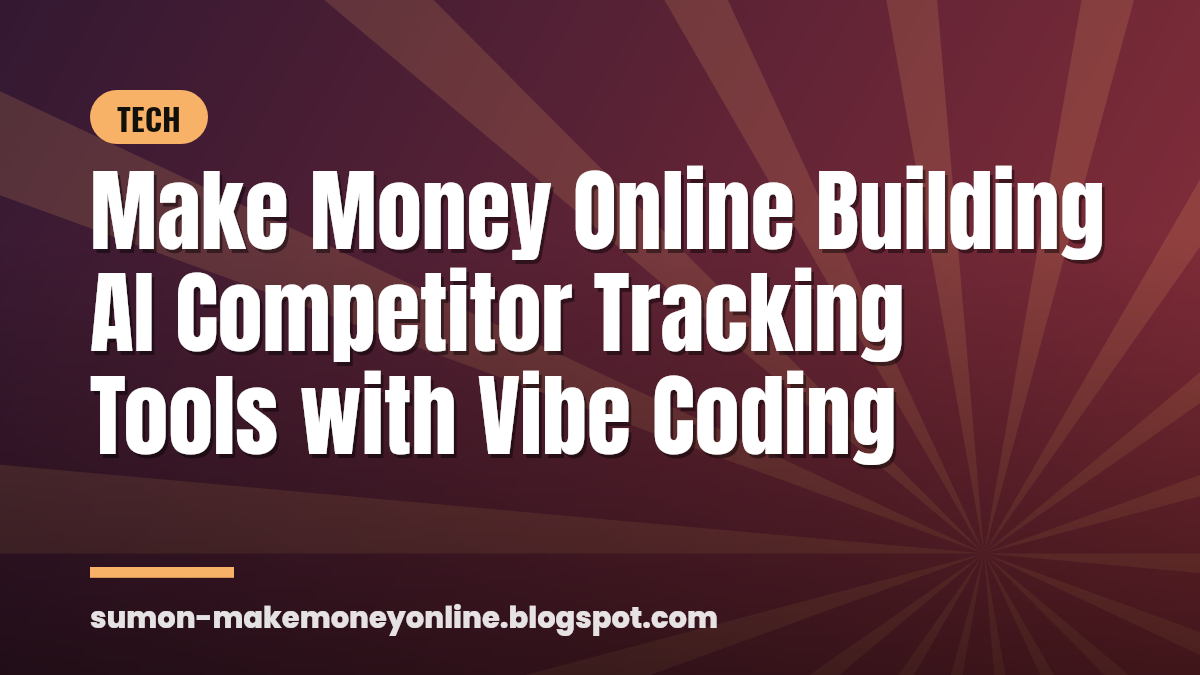 TECH
Make Money Online Building
AI Competitor Tracking
Tools with Vibe Coding
sumon-makemoneyonline.blogspot.com